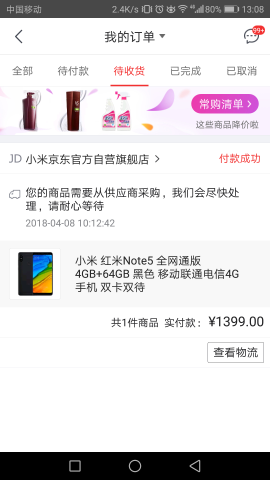 中国移动 2.4K/s 80% 13:08
我的订单
99+
全部 待付款 待收货 已完成 已取消
常购清单
这些商品降价啦
JD 小米京东官方自营旗舰店 付款成功
您的商品需要从供应商采购，我们会尽快处
理，请耐心等待
2018-04-08 10:12:42
小米 红米Note5 全网通版
4GB+64GB 黑色 移动联通电信4G
手机 双卡双待
共1件商品 实付款：¥1399.00
查看物流